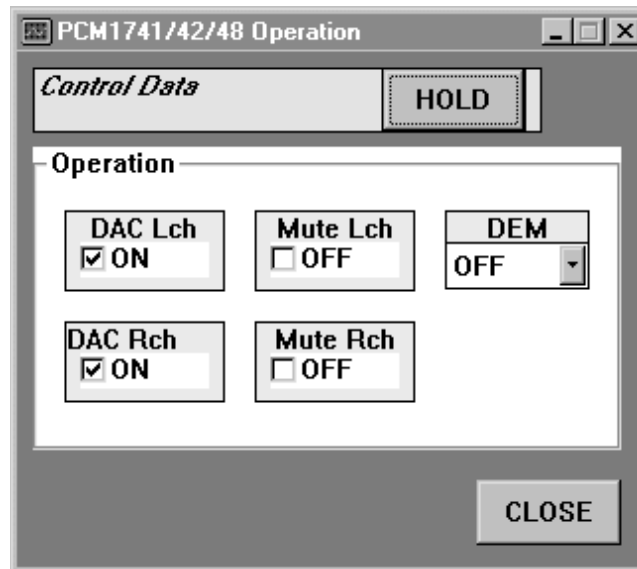 PCM1741/42/48 Operation
Control Data
HOLD
Operation
DAC Lch
ON
Mute Lch
OFF
DEM
OFF
DAC Rch
ON
Mute Rch
OFF
CLOSE